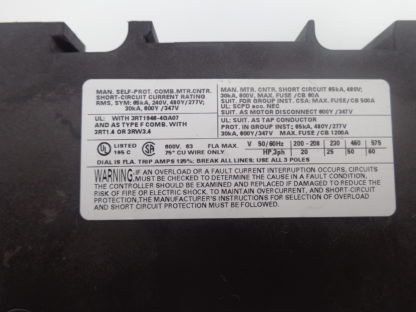 MAN. SELF-PROT. COMB.MTR.CNTR.
SHORT-CIRCUIT CURRENT RATING
RMS, SYM: 65kA, 240V, 480Y/277V;
30kA, 600Y /347V
MAN. MTR. CNTR. SHORT CIRCUIT 65kA, 480V;
30kA, 600V, MAX. FUSE /CB 60A
SUIT. FOR GROUP INST. CSA: MAX.FUSE /CB 500A
UL: SCPD acc. NEC
SUIT. AS MOTOR DISCONNECT 600Y /347V
UL: WITH 3RT1946-4GA07
AND AS TYPE F COMB. WITH
3RT1.4 OR 3RW3.4
UL: SUIT. AS TAP CONDUCTOR
PROT. IN GROUP INST.; 65kA, 480Y/277V
30kA, 600Y/347V MAX.FUSE /CB 1200A
UL LISTED
600V, 63 FLA MAX.
75° CU WIRE ONLY
V 50/60Hz 200 - 208 230 460 575
HP.3ph 20 25 50 60
DIAL IS FLA. TRIP AMPS 125%; BREAK ALL LINES; USE ALL 3 POLES
WARNING: IF AN OVERLOAD OR A FAULT CURRENT INTERRUPTION OCCURS, CIRCUITS
MUST BE CHECKED TO DETERMINE THE CAUSE IN A FAULT CONDITION,
THE CONTROLLER SHOULD BE EXAMINED AND REPLACED IF DAMAGED TO REDUCE
RISK OF FIRE OR ELECTRIC SHOCK. TO MAINTAIN OVERCURRENT, AND SHORT
CIRCUIT PROTECTION, THE MANUFACTURER'S INSTRUCTIONS FOR SELECTION OF OVERLOAD
AND SHORT CIRCUIT PROTECTION MUST BE FOLLOWED.